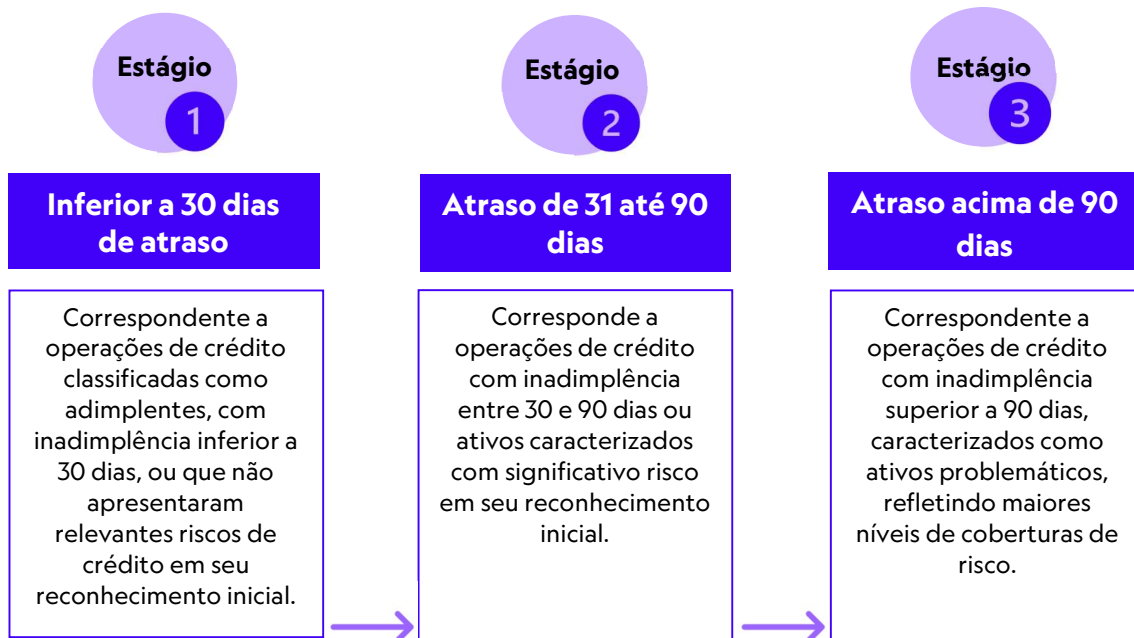 Estágio
1
Inferior a 30 dias
de atraso
Correspondente a
operações de crédito
classificadas como
adimplentes, com
inadimplência inferior a
30 dias, ou que não
apresentaram
relevantes riscos de
crédito em seu
reconhecimento inicial.
Estágio
2
Atraso de 31 até 90
dias
Corresponde a
operações de crédito
com inadimplência
entre 30 e 90 dias ou
ativos caracterizados
com significativo risco
em seu reconhecimento
inicial.
Estágio
3
Atraso acima de 90
dias
Correspondente a
operações de crédito
com inadimplência
superior a 90 dias,
caracterizados como
ativos problemáticos,
refletindo maiores
níveis de coberturas de
risco.